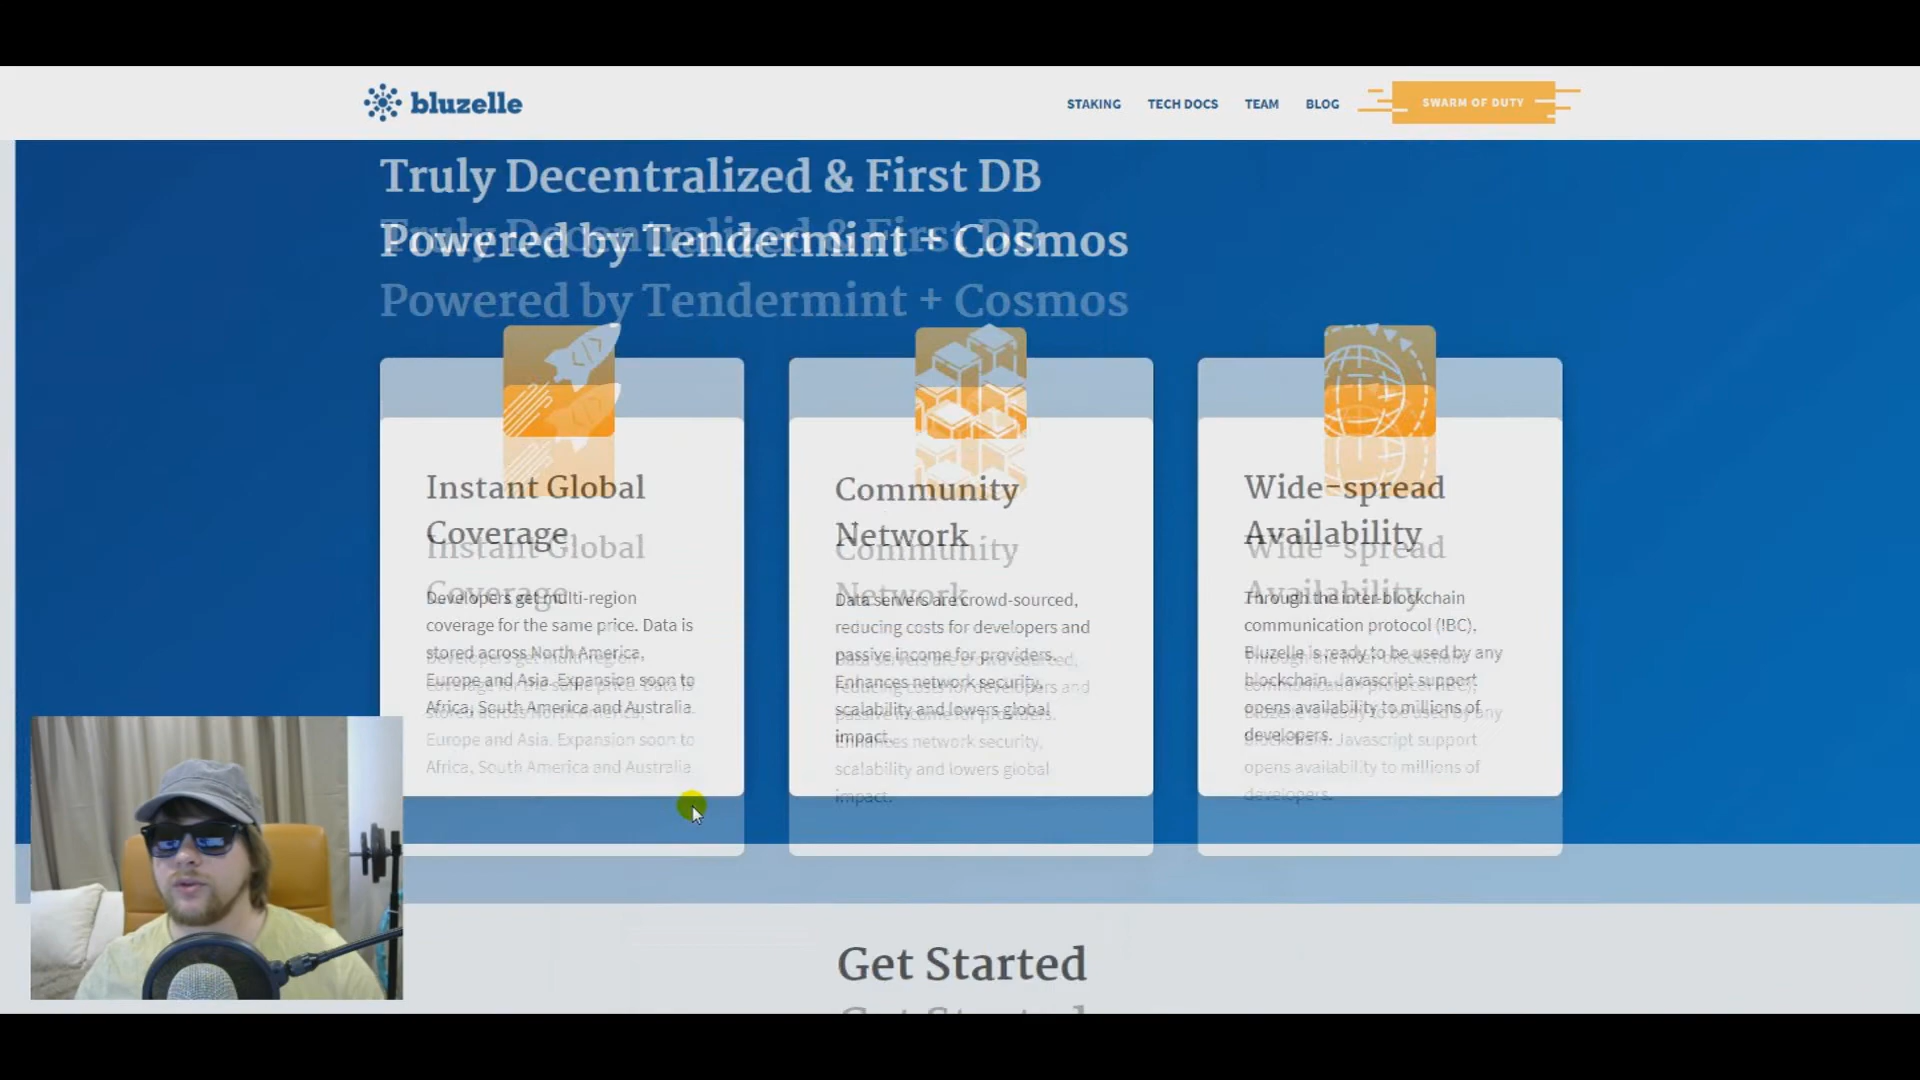 bluzelle
STAKING TECH DOCS TEAM BLOG SWARM OF DUTY
Truly Decentralized & First DB
Powered by Tendermint + Cosmos
Instant Global
Coverage
Developers get multi-region
coverage for the same price. Data is
stored across North America,
Europe and Asia. Expansion soon to
Africa, South America and Australia.
Community
Network
Data servers are crowd-sourced,
reducing costs for developers and
passive income for providers.
Enhances network security,
scalability and lowers global
impact.
Wide-spread
Availability
Through the inter-blockchain
communication protocol (IBC),
Bluzelle is ready to be used by any
blockchain. Javascript support
opens availability to millions of
developers.
Get Started